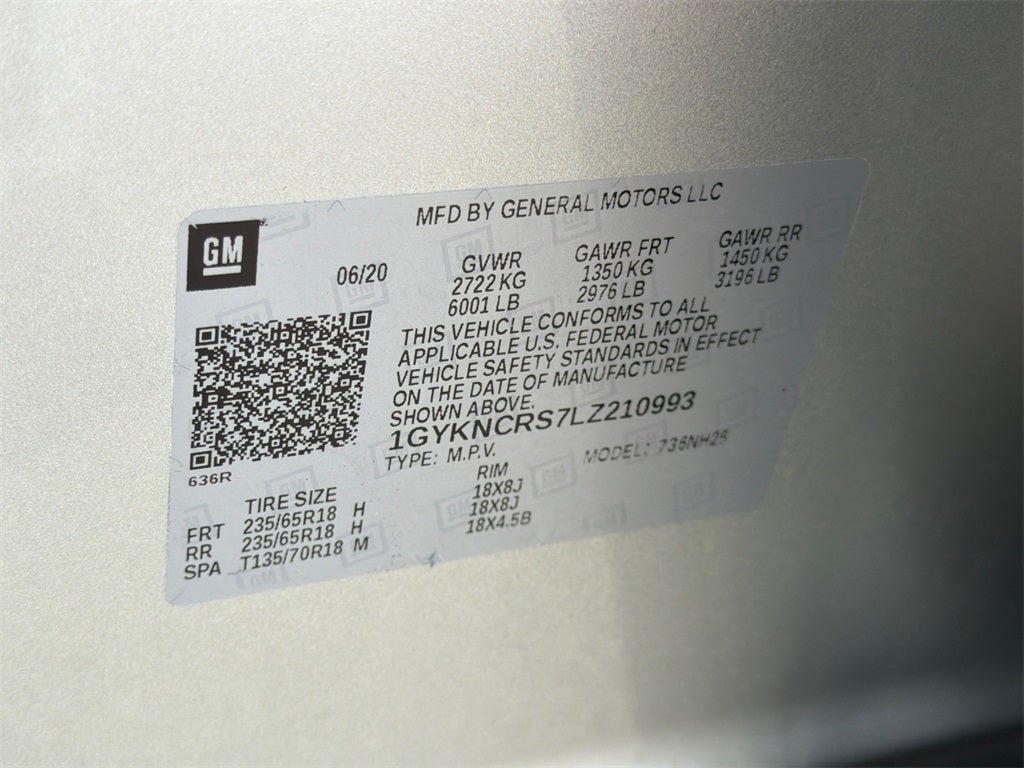 MFD BY GENERAL MOTORS LLC
GM
06/20
GVWR GAWR FRT GAWR RR
2722 KG 1350 KG 1450 KG
6001 LB 2976 LB 3196 LB
THIS VEHICLE CONFORMS TO ALL
APPLICABLE U.S. FEDERAL MOTOR
VEHICLE SAFETY STANDARDS IN EFFECT
ON THE DATE OF MANUFACTURE
SHOWN ABOVE.
1GYKNCRS7LZ210993
TYPE: M.P.V. MODEL: 736NH26
636R
TIRE SIZE RIM
FRT 235/65R18 H 18X8J
RR 235/65R18 H 18X8J
SPA T135/70R18 M 18X4.5B